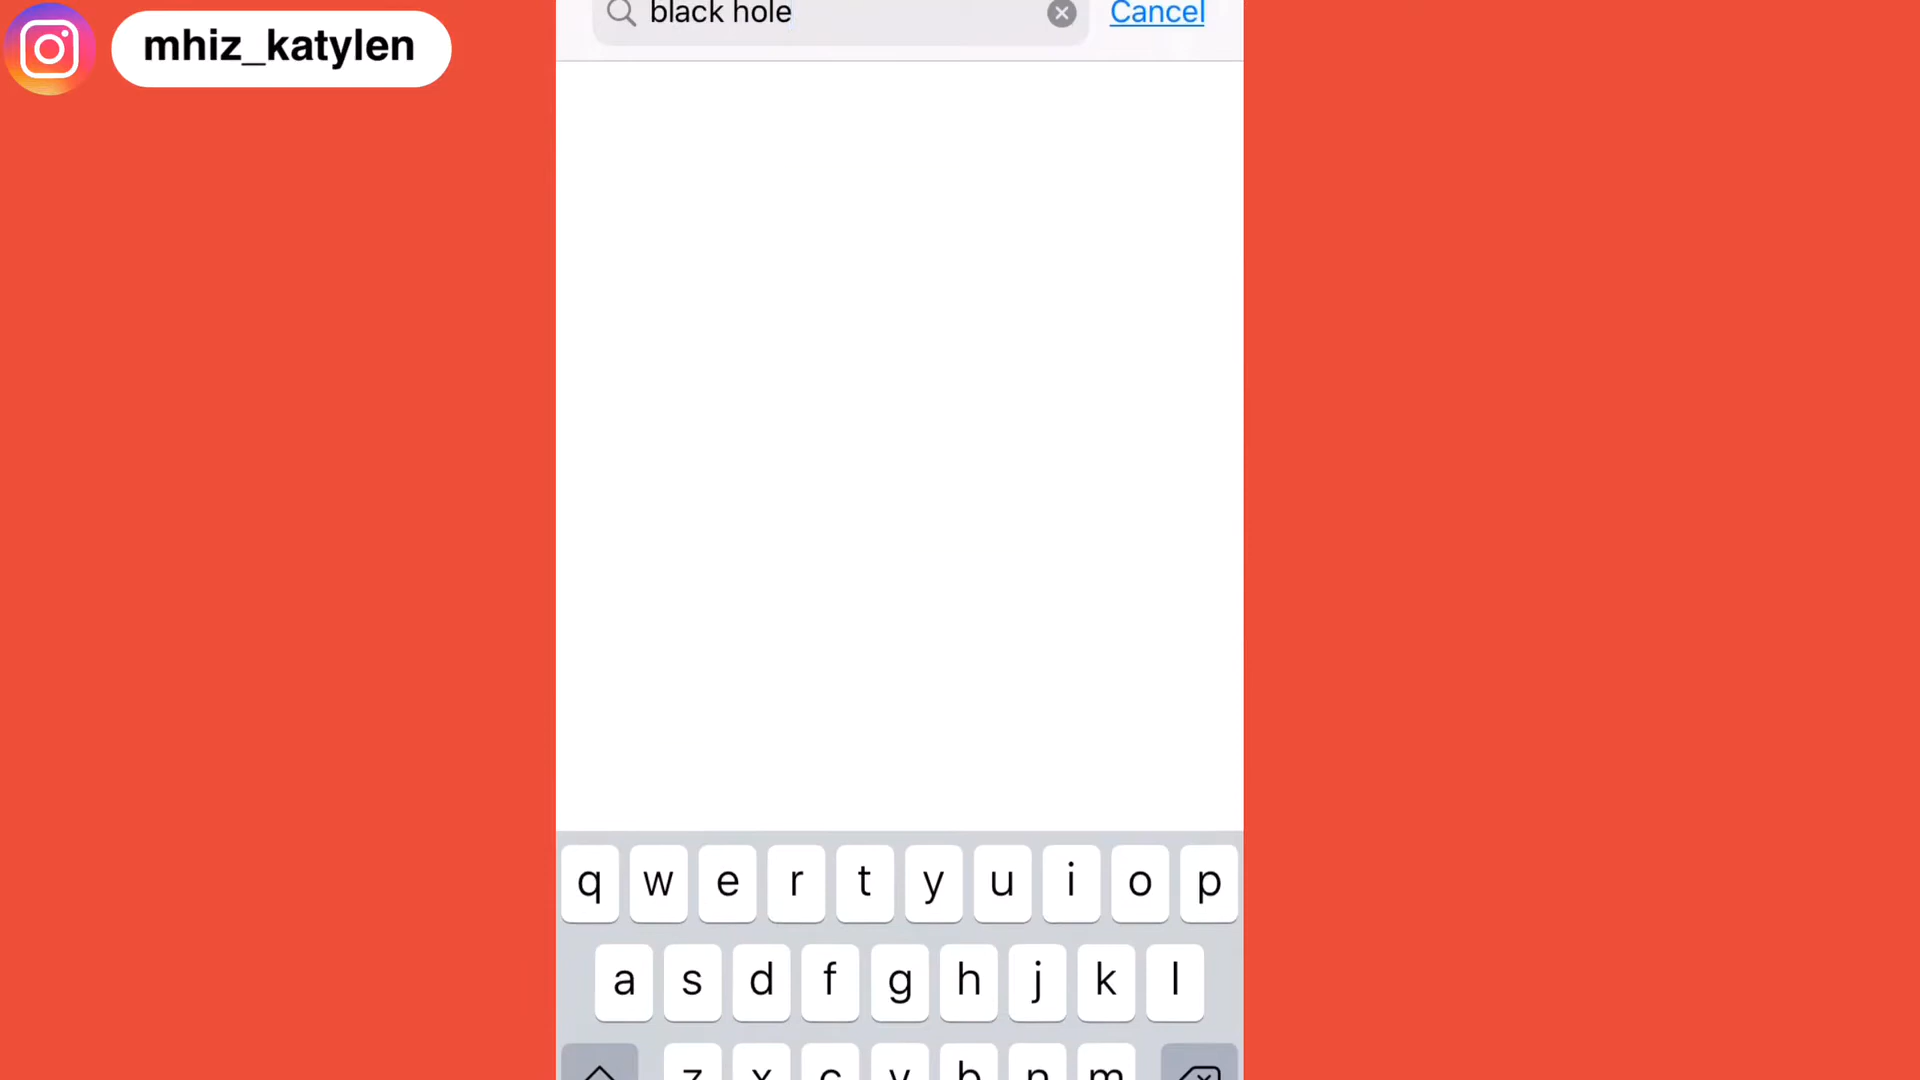 mhiz_katylen
black hole
Cancel
q w e r t y u i o p
a s d f g h j k l
z x c v b n m